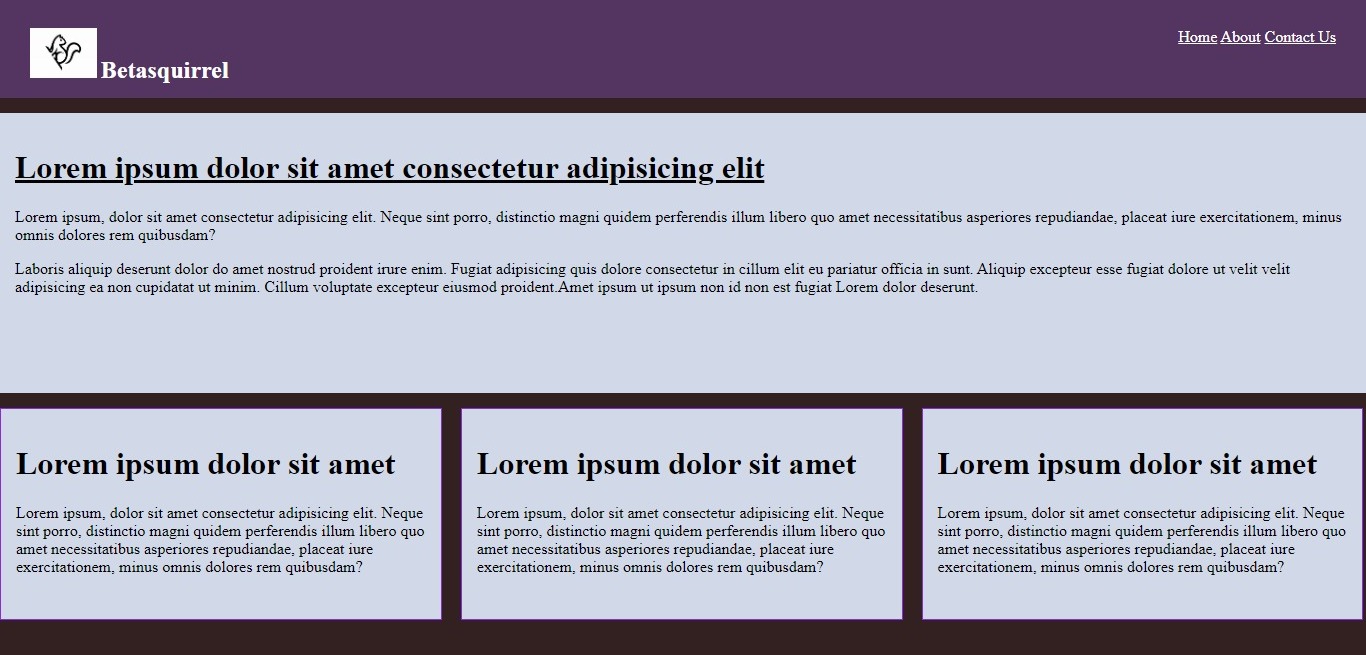 Betasquirrel
Home About Contact Us
Lorem ipsum dolor sit amet consectetur adipisicing elit
Lorem ipsum, dolor sit amet consectetur adipisicing elit. Neque sint porro, distinctio magni quidem perferendis illum libero quo amet necessitatibus asperiores repudiandae, placeat iure exercitationem, minus
omnis dolores rem quibusdam?
Laboris aliquip deserunt dolor do amet nostrud proident irure enim. Fugiat adipisicing quis dolore consectetur in cillum elit eu pariatur officia in sunt. Aliquip excepteur esse fugiat dolore ut velit velit
adipisicing ea non cupidatat ut minim. Cillum voluptate excepteur eiusmod proident.Amet ipsum ut ipsum non id non est fugiat Lorem dolor deserunt.
Lorem ipsum dolor sit amet
Lorem ipsum, dolor sit amet consectetur adipisicing elit. Neque
sint porro, distinctio magni quidem perferendis illum libero quo
amet necessitatibus asperiores repudiandae, placeat iure
exercitationem, minus omnis dolores rem quibusdam?
Lorem ipsum dolor sit amet
Lorem ipsum, dolor sit amet consectetur adipisicing elit. Neque
sint porro, distinctio magni quidem perferendis illum libero quo
amet necessitatibus asperiores repudiandae, placeat iure
exercitationem, minus omnis dolores rem quibusdam?
Lorem ipsum dolor sit amet
Lorem ipsum, dolor sit amet consectetur adipisicing elit. Neque
sint porro, distinctio magni quidem perferendis illum libero quo
amet necessitatibus asperiores repudiandae, placeat iure
exercitationem, minus omnis dolores rem quibusdam?